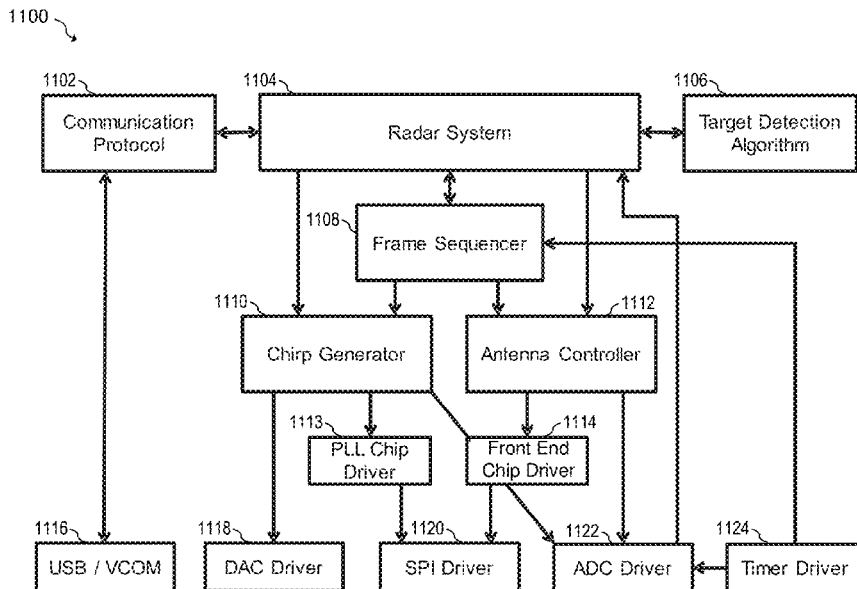 1100
1102
1104
1106
Communication
Protocol
Radar System
Target Detection
Algorithm
1108
Frame Sequencer
1110
1112
Chirp Generator
Antenna Controller
1113
1114
PLL Chip
Driver
Front End
Chip Driver
1116
1118
1120
1122
1124
USB / VCOM
DAC Driver
SPI Driver
ADC Driver
Timer Driver